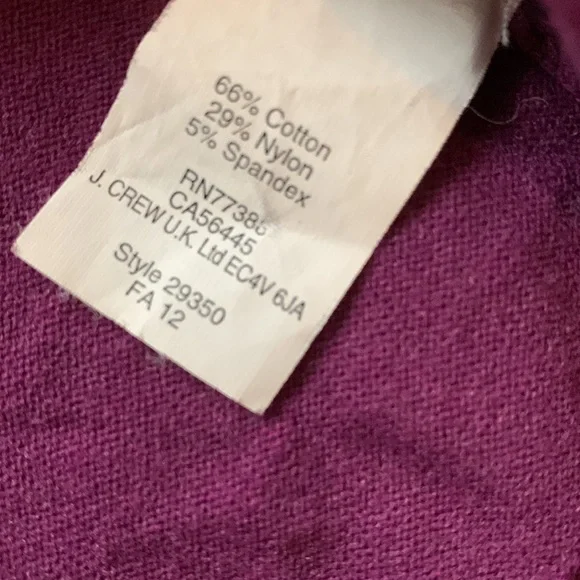 66% Cotton
29% Nylon
5% Spandex
CA56445
J. CREW U.K. Ltd EC4V 6JA
Style 29350
FA 12